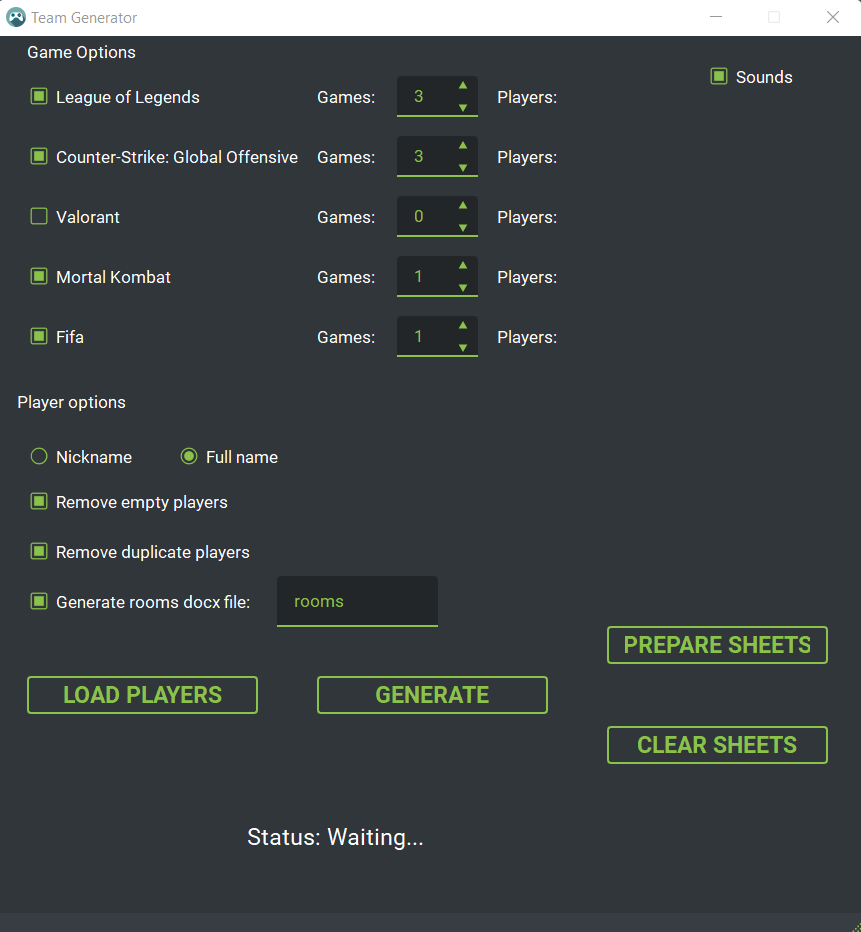 Team Generator
Game Options
Sounds
League of Legends Games: 3 Players:
Counter-Strike: Global Offensive Games: 3 Players:
Valorant Games: 0 Players:
Mortal Kombat Games: 1 Players:
Fifa Games: 1 Players:
Player options
Nickname Full name
Remove empty players
Remove duplicate players
Generate rooms docx file: rooms
PREPARE SHEETS
LOAD PLAYERS GENERATE
CLEAR SHEETS
Status: Waiting...